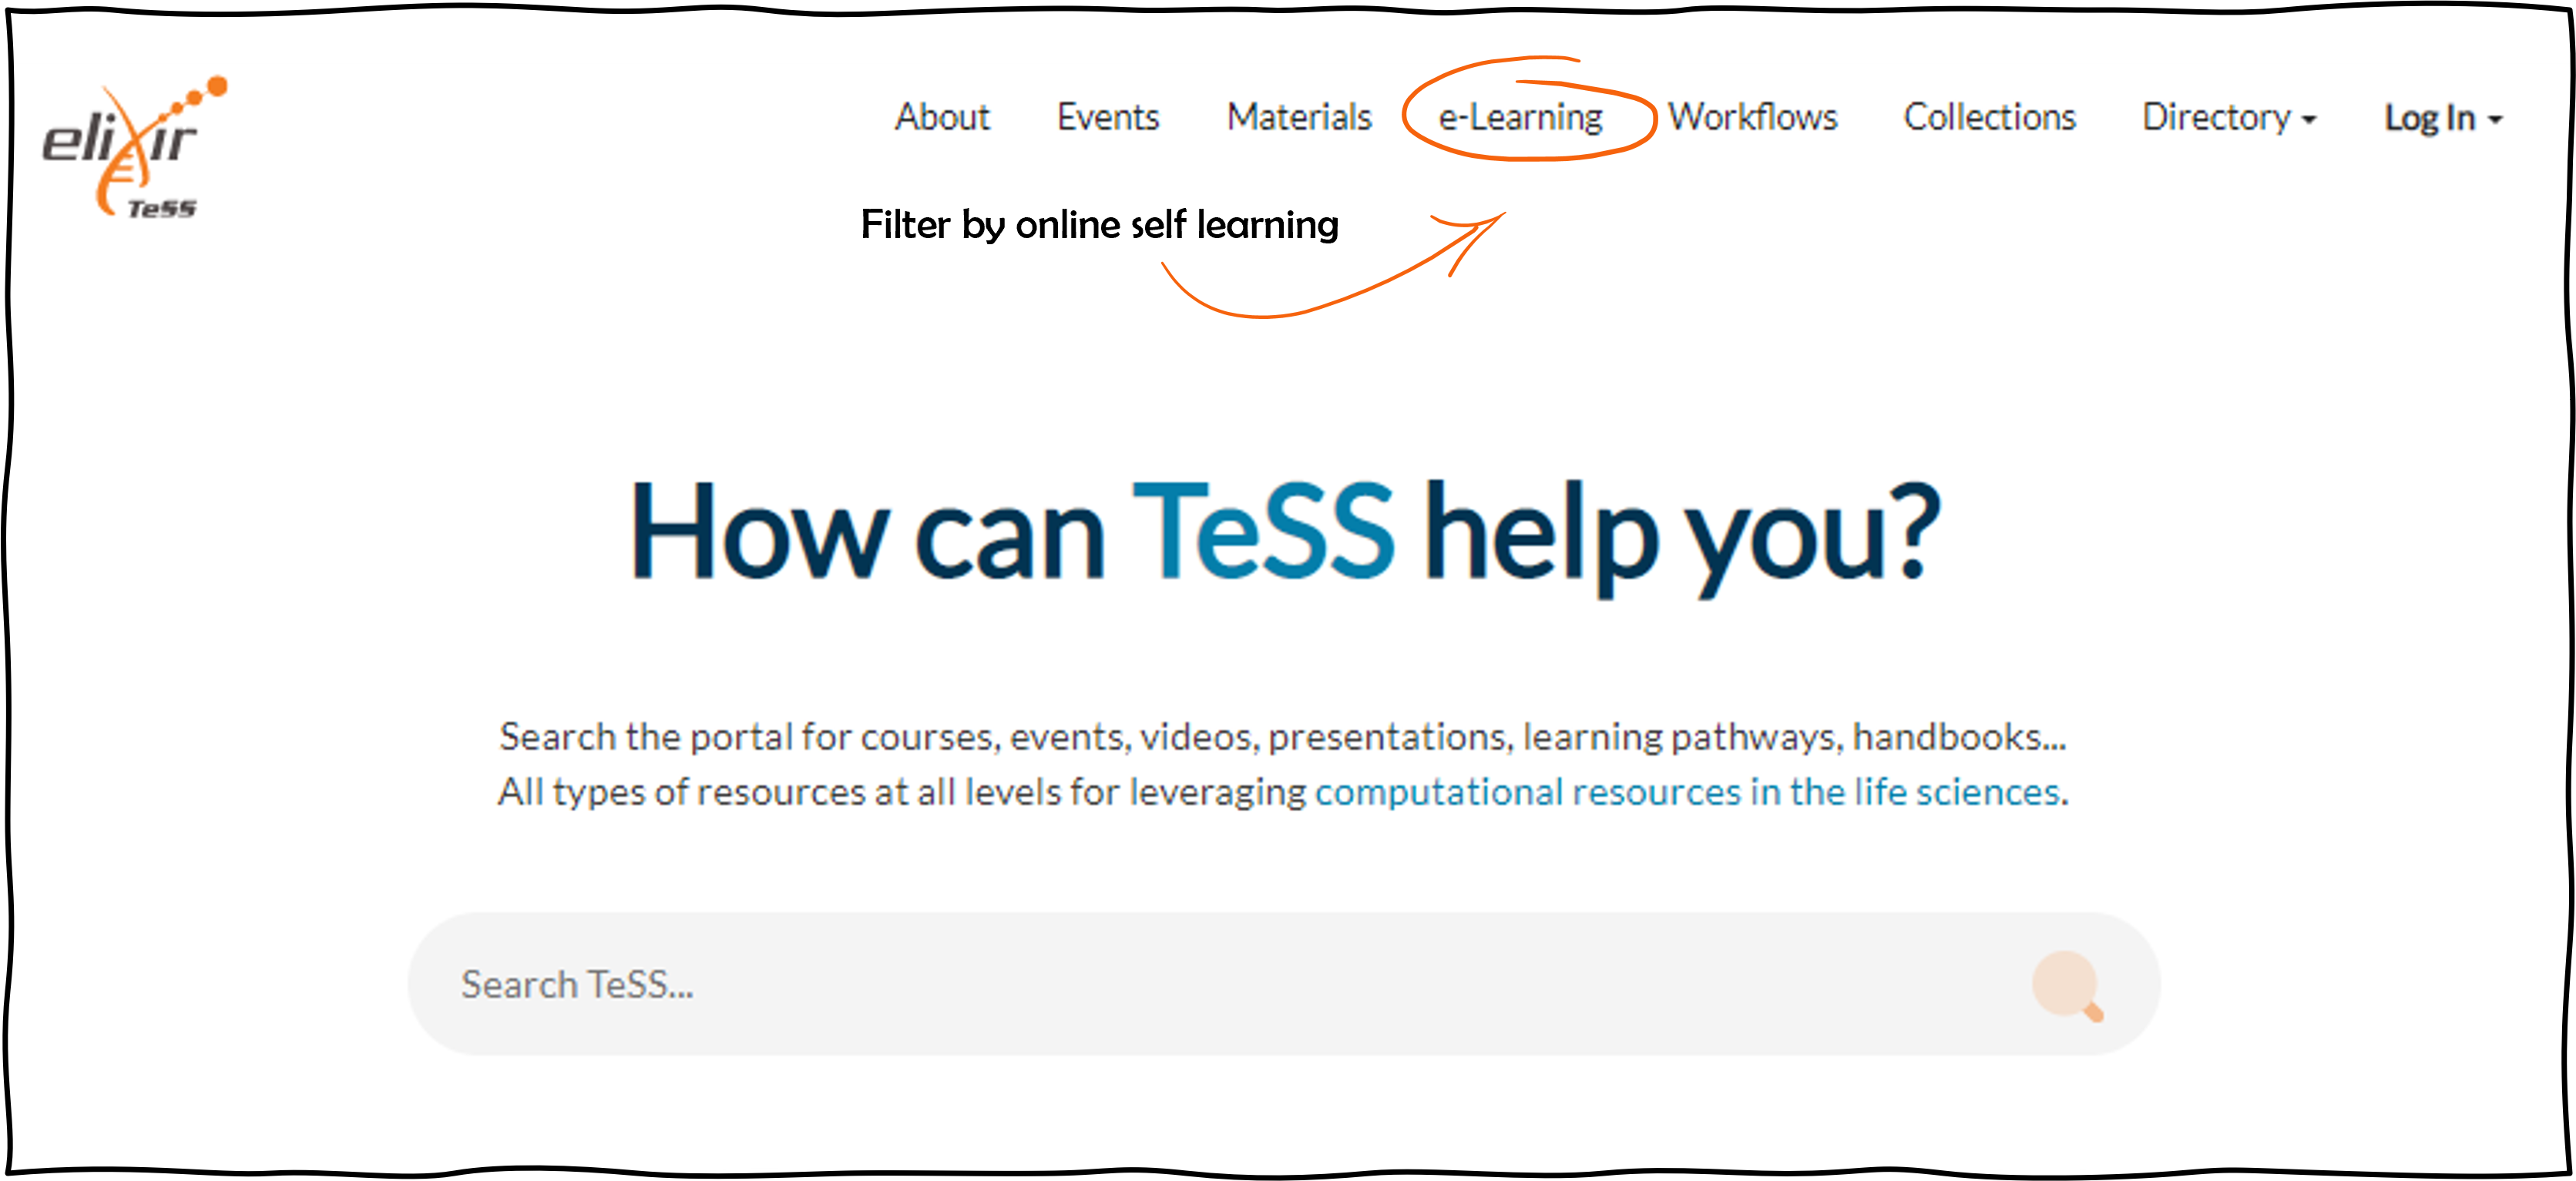 elixir
TeSS
About Events Materials e-Learning Workflows Collections Directory Log In
Filter by online self learning
How can TeSS help you?
Search the portal for courses, events, videos, presentations, learning pathways, handbooks...
All types of resources at all levels for leveraging computational resources in the life sciences.
Search TeSS...